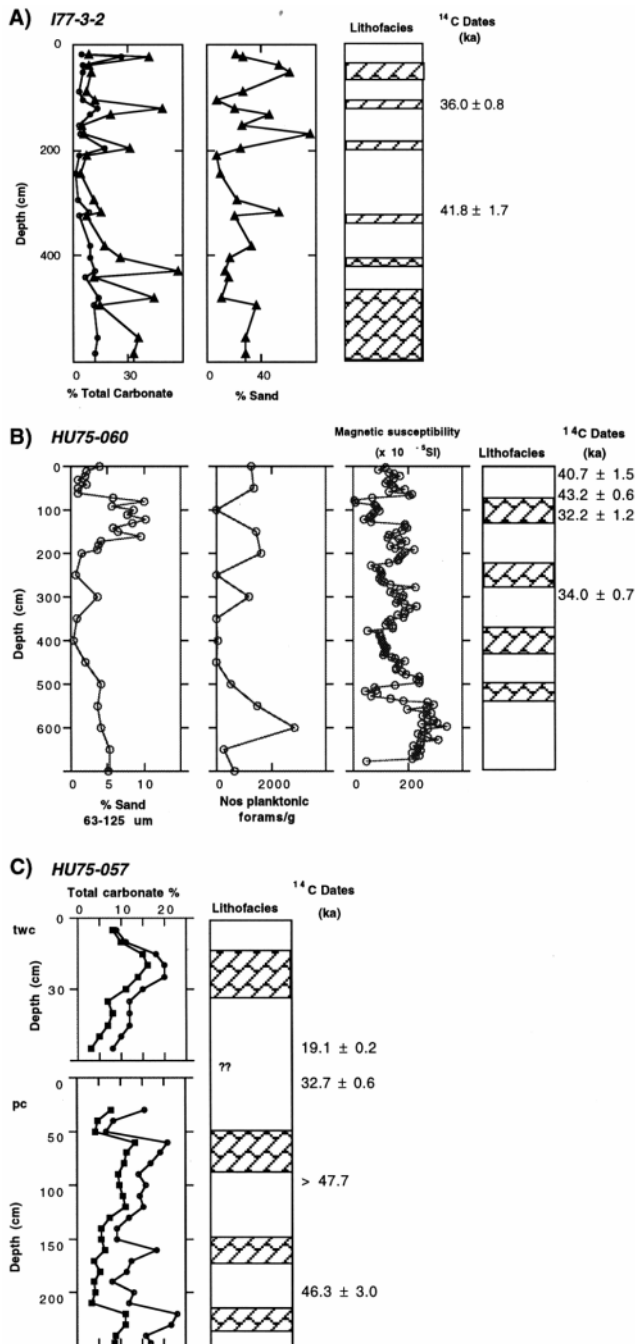 A) I77-3-2
Lithofacies
14C Dates
(ka)
0
200
400
Depth (cm)
36.0 ± 0.8
41.8 ± 1.7
0 30
% Total Carbonate
0 40
% Sand
B) HU75-060
Magnetic susceptibility
(x 10 -5SI)
Lithofacies
14C Dates
(ka)
0
100
200
300
400
500
600
Depth (cm)
40.7 ± 1.5
43.2 ± 0.6
32.2 ± 1.2
34.0 ± 0.7
0 5 10
% Sand
63-125 um
0 2000
Nos planktonic
forams/g
0 200
C) HU75-057
Total carbonate %
0 10 20
Lithofacies
14C Dates
(ka)
twc
0
30
Depth (cm)
19.1 ± 0.2
??
32.7 ± 0.6
pc
0
50
100
150
200
Depth (cm)
> 47.7
46.3 ± 3.0